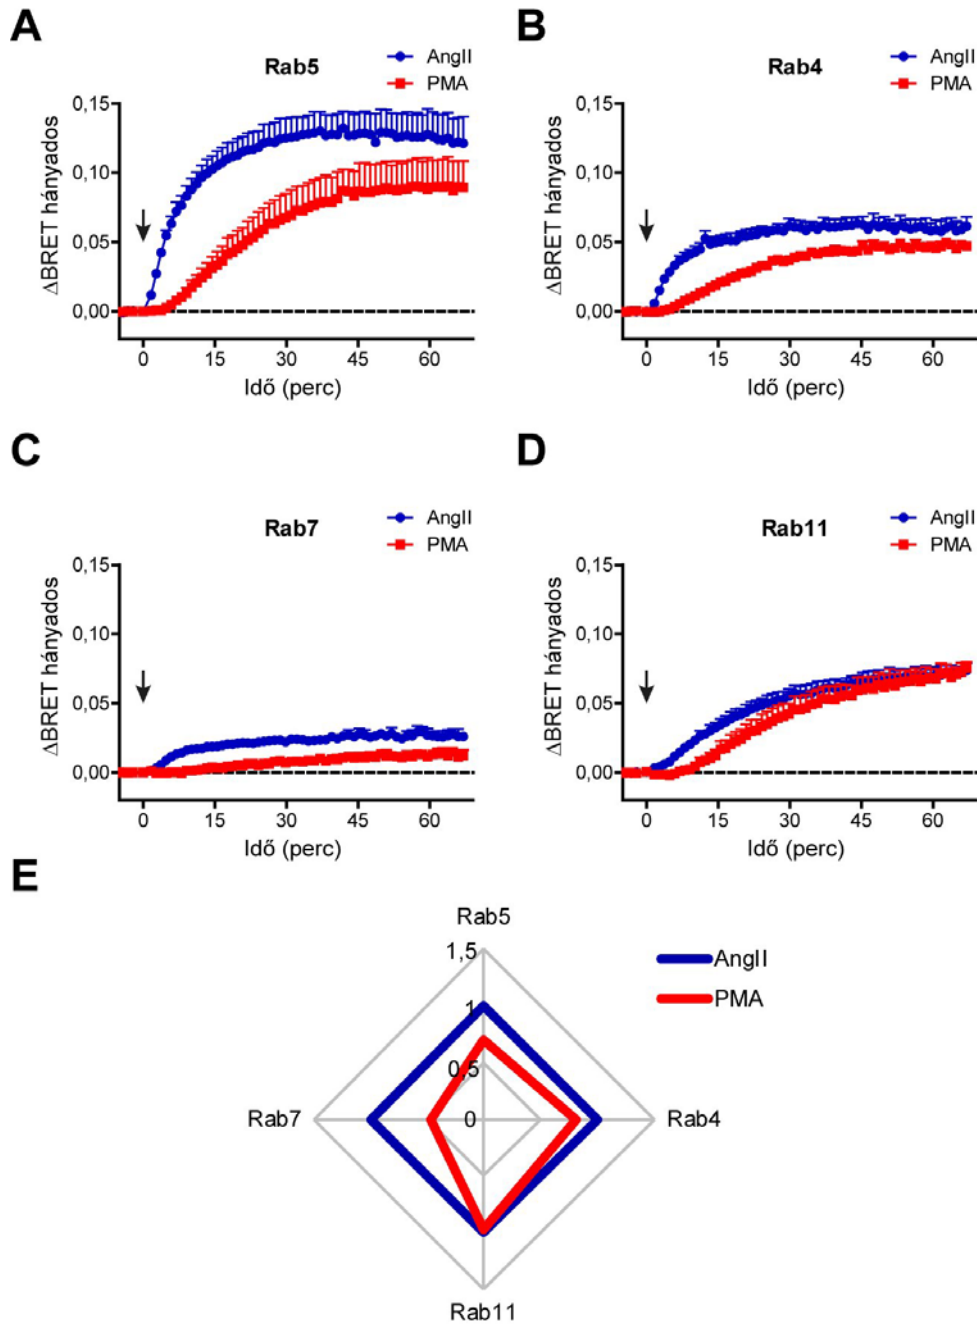 A
Rab5
AngII
PMA
0,15
0,10
0,05
0,00
ΔBRET hányados
0
15
30
45
60
Idő (perc)
B
Rab4
AngII
PMA
0,15
0,10
0,05
0,00
ΔBRET hányados
0
15
30
45
60
Idő (perc)
C
Rab7
AngII
PMA
0,15
0,10
0,05
0,00
ΔBRET hányados
0
15
30
45
60
Idő (perc)
D
Rab11
AngII
PMA
0,15
0,10
0,05
0,00
ΔBRET hányados
0
15
30
45
60
Idő (perc)
E
Rab5
1,5
1
0,5
0
Rab7
Rab4
Rab11
AngII
PMA